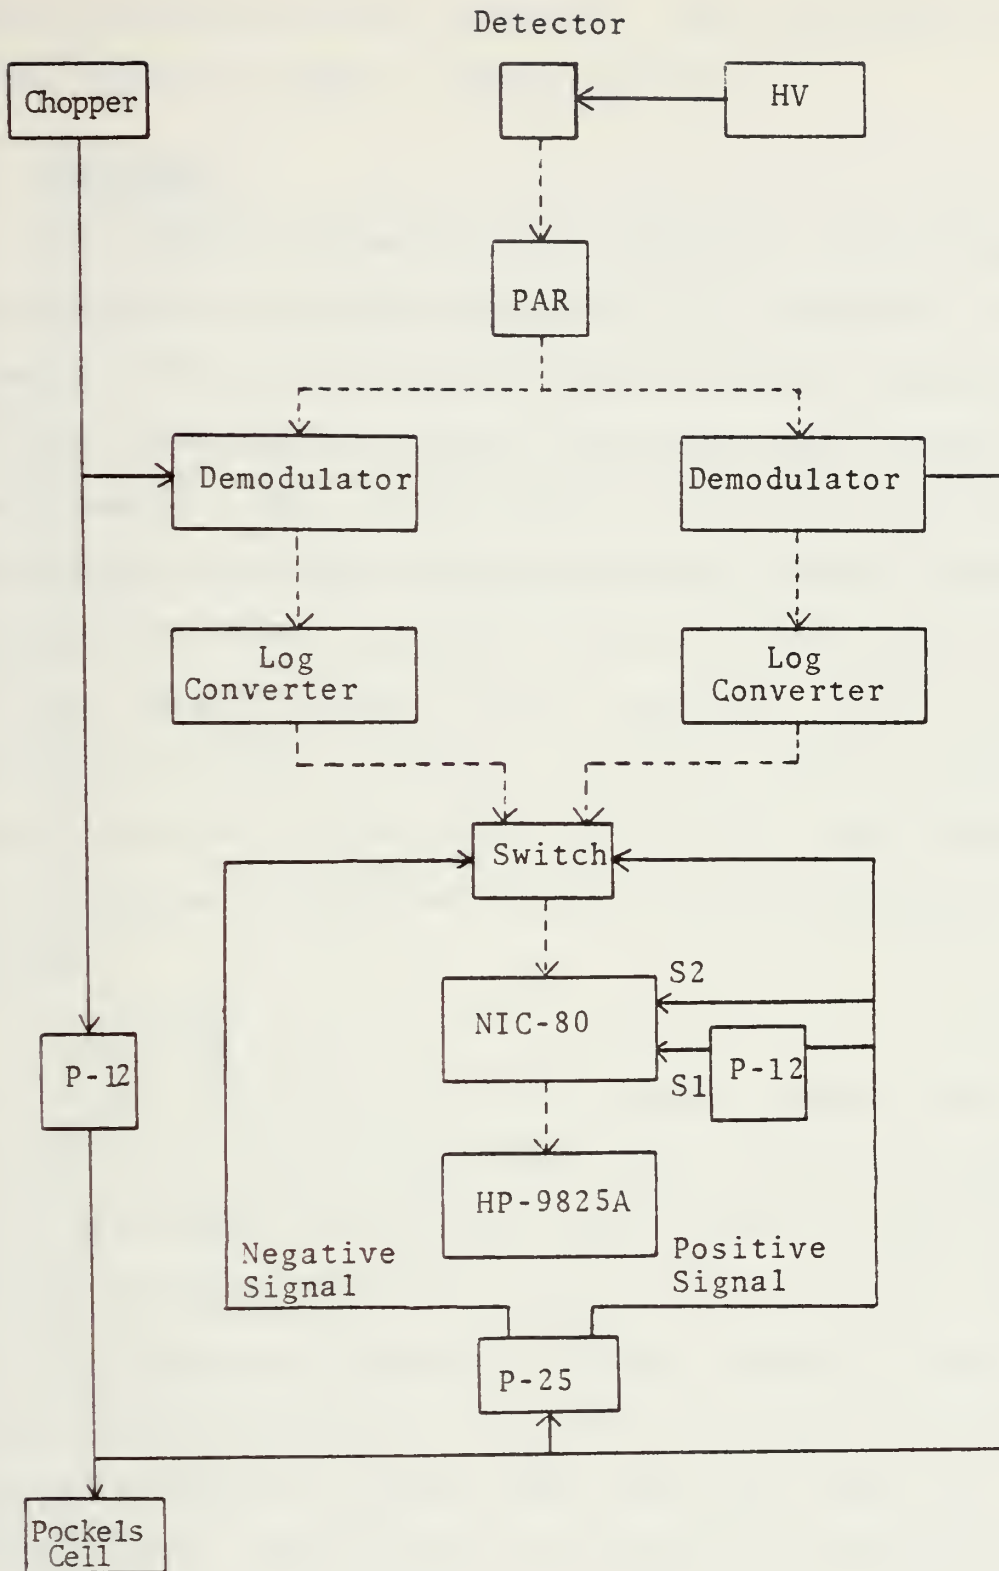 Detector
Chopper
HV
PAR
Demodulator
Demodulator
Log
Converter
Log
Converter
Switch
S2
NIC-80
P-12
P-12
S1
HP-9825A
Negative
Signal
Positive
Signal
P-25
Pockels
Cell